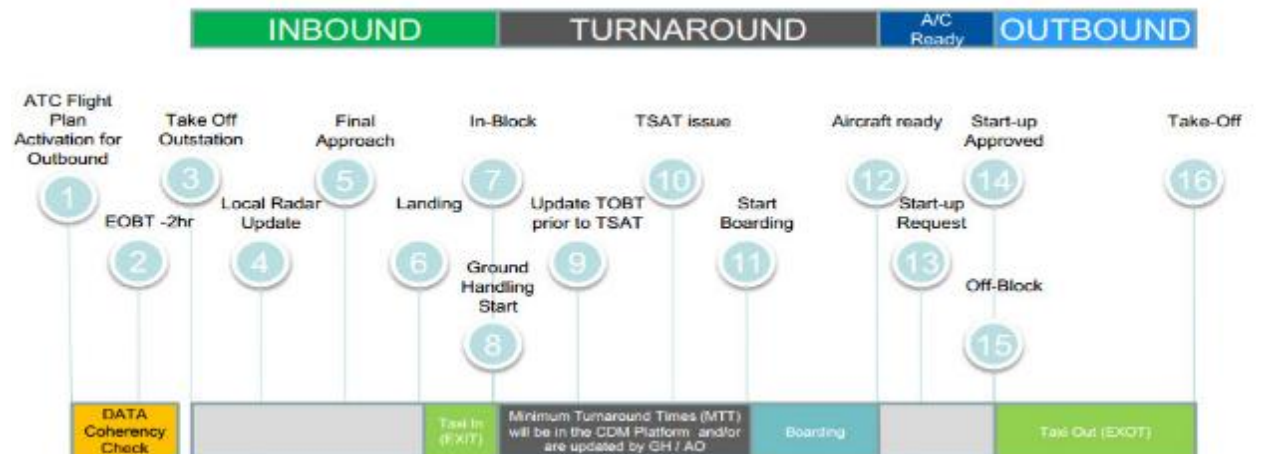 INBOUND
TURNAROUND
A/C
Ready
OUTBOUND
ATC Flight
Plan
Activation for
Outbound
1
EOBT -2hr
2
Take Off
Outstation
3
Local Radar
Update
4
Final
Approach
5
Landing
6
In-Block
7
Ground
Handling
Start
8
Update TOBT
prior to TSAT
9
TSAT issue
10
Start
Boarding
11
Aircraft ready
12
Start-up
Request
13
Start-up
Approved
14
Off-Block
15
Take-Off
16
DATA
Coherency
Check
Taxi In
(EXIT)
Minimum Turnaround Times (MTT)
will be in the CDM Platform and/or
are updated by GH / AO
Boarding
Taxi Out (EXOT)